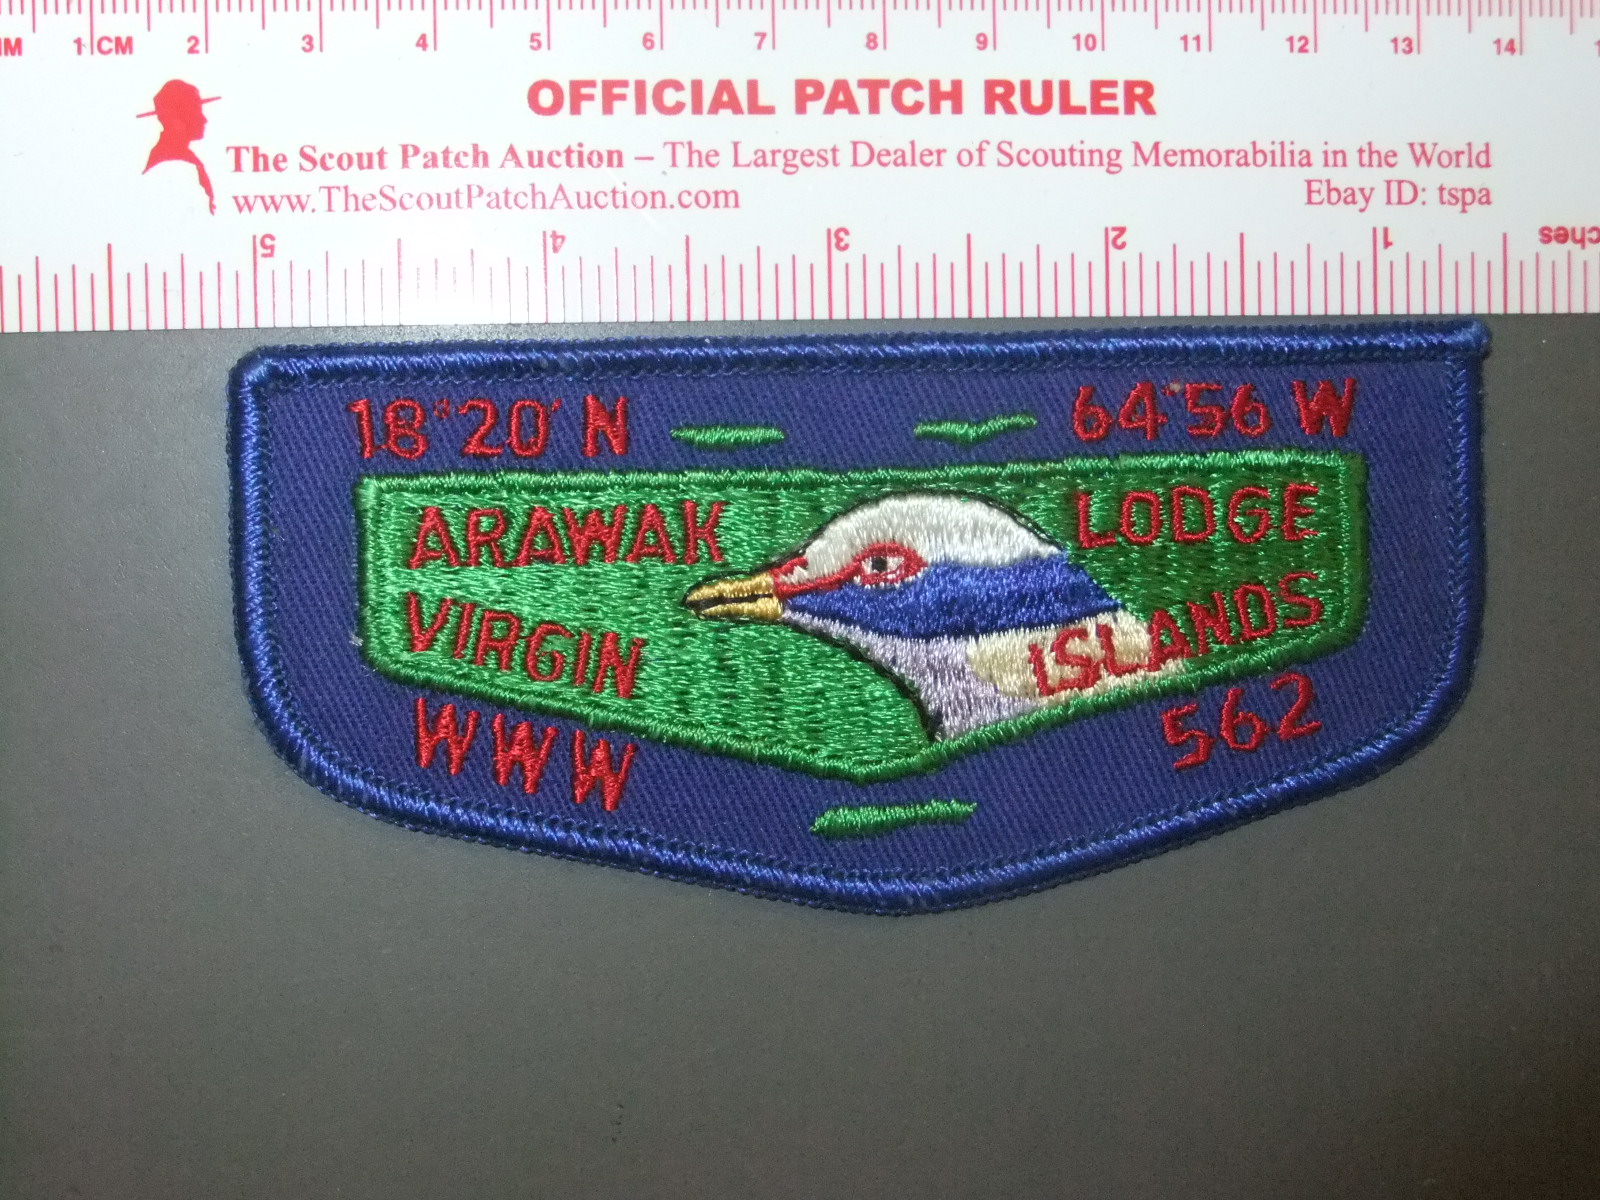 MM 1 CM 2 3 4 5 6 7 8 9 10 11 12 13 14
OFFICIAL PATCH RULER
The Scout Patch Auction – The Largest Dealer of Scouting Memorabilia in the World
www.TheScoutPatchAuction.com Ebay ID: tspa
5 4 3 2 1
18°20' N 64°56 W
ARAWAK LODGE
VIRGIN ISLANDS
WWW 562